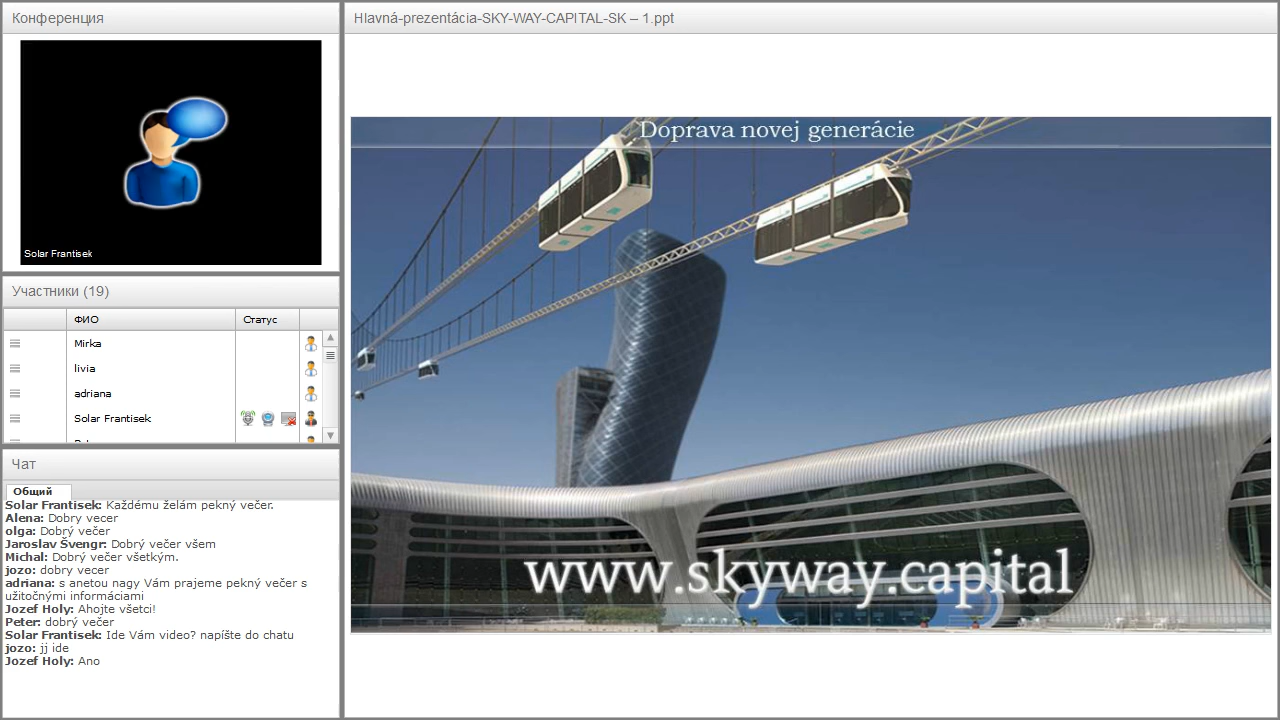 Конференция
Solar Frantisek
Участники (19)
ФИО Статус
Mirka
livia
adriana
Solar Frantisek
Чат
Общий
Solar Frantisek: Každému želám pekný večer.
Alena: Dobry vecer
olga: Dobrý večer
Jaroslav Švengr: Dobrý večer všem
Michal: Dobrý večer všetkým.
jozo: dobry vecer
adriana: s anetou nagy Vám prajeme pekný večer s
užitočnými informáciami
Jozef Holy: Ahojte všetci!
Peter: dobrý večer
Solar Frantisek: Ide Vám video? napíšte do chatu
jozo: jj ide
Jozef Holy: Ano
Hlavná-prezentácia-SKY-WAY-CAPITAL-SK – 1.ppt
Doprava novej generácie
www.skyway.capital